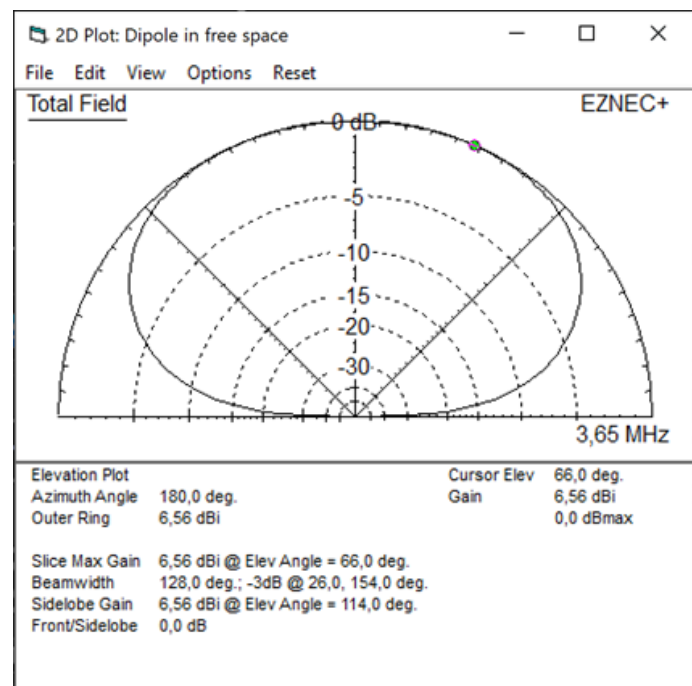 2D Plot: Dipole in free space
File Edit View Options Reset
Total Field EZNEC+
0 dB
-5
-10
-15
-20
-30
3,65 MHz
Elevation Plot Cursor Elev 66,0 deg.
Azimuth Angle 180,0 deg. Gain 6,56 dBi
Outer Ring 6,56 dBi 0,0 dBmax
Slice Max Gain 6,56 dBi @ Elev Angle = 66,0 deg.
Beamwidth 128,0 deg.; -3dB @ 26,0, 154,0 deg.
Sidelobe Gain 6,56 dBi @ Elev Angle = 114,0 deg.
Front/Sidelobe 0,0 dB